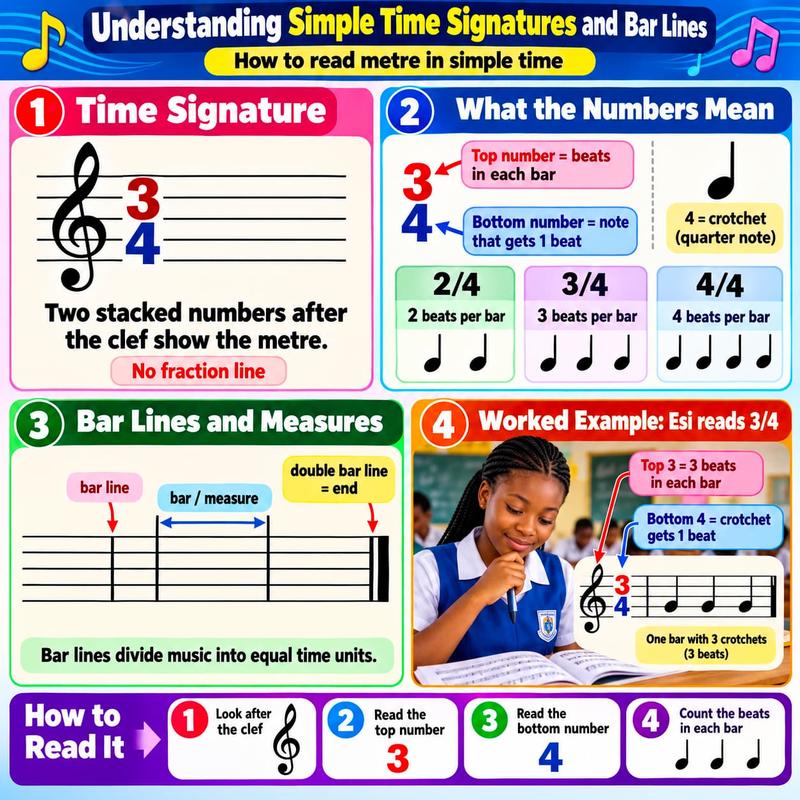 Understanding Simple Time Signatures and Bar Lines
How to read metre in simple time
1 Time Signature
3
4
Two stacked numbers after
the clef show the metre.
No fraction line
2 What the Numbers Mean
3
4
Top number = beats
in each bar
Bottom number = note
that gets 1 beat
4 = crotchet
(quarter note)
2/4
2 beats per bar
3/4
3 beats per bar
4/4
4 beats per bar
3 Bar Lines and Measures
bar line
bar / measure
double bar line
= end
Bar lines divide music into equal time units.
4 Worked Example: Esi reads 3/4
Top 3 = 3 beats
in each bar
Bottom 4 = crotchet
gets 1 beat
3
4
One bar with 3 crotchets
(3 beats)
How to
Read It
1 Look after
the clef
2 Read the
top number
3
3 Read the
bottom number
4
4 Count the beats
in each bar